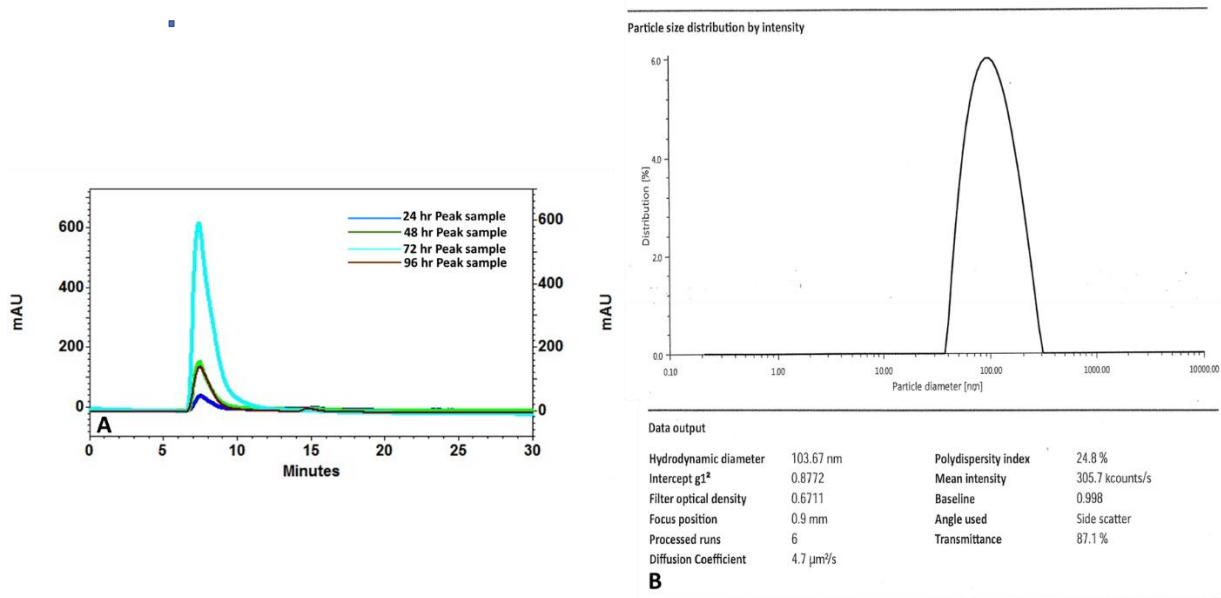 600
400
200
0
mAU
0
5
10
15
20
25
30
Minutes
600
400
200
0
mAU
24 hr Peak sample
48 hr Peak sample
72 hr Peak sample
96 hr Peak sample
A
Particle size distribution by intensity
6.0
4.0
2.0
0.0
Distribution [%]
0.10
1.00
10.00
100.00
1000.00
10000.00
Particle diameter [nm]
Data output
Hydrodynamic diameter 103.67 nm Polydispersity index 24.8 %
Intercept g1² 0.8772 Mean intensity 305.7 kcounts/s
Filter optical density 0.6711 Baseline 0.998
Focus position 0.9 mm Angle used Side scatter
Processed runs 6 Transmittance 87.1 %
Diffusion Coefficient 4.7 µm²/s
B